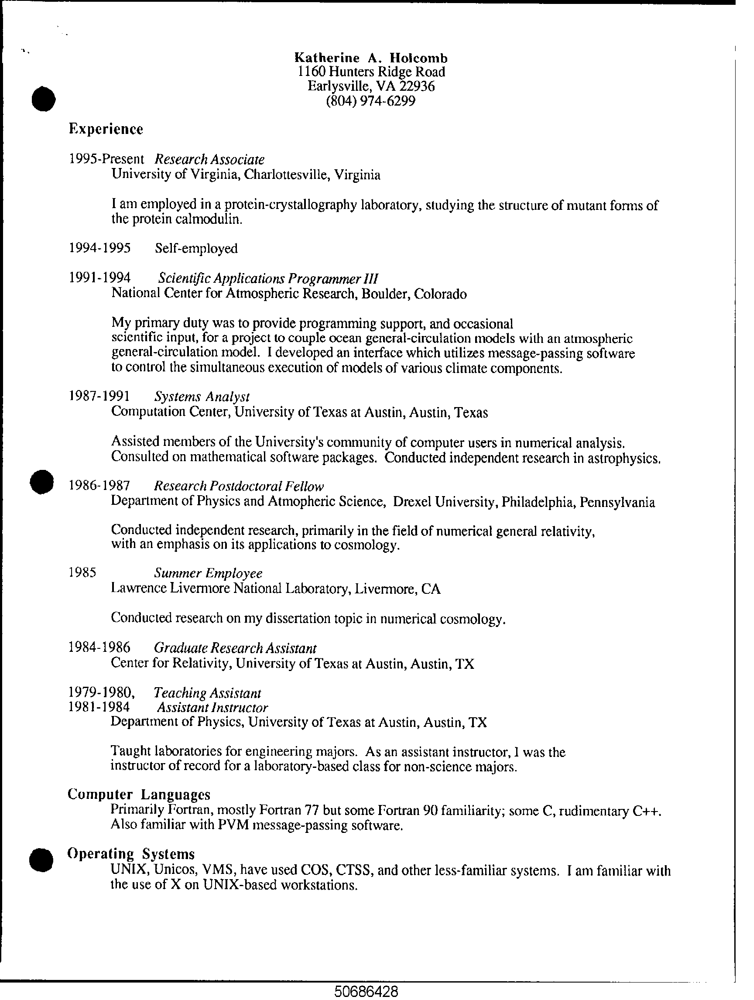 Katherine A. Holcomb
1160 Hunters Ridge Road
Earlysville, VA 22936
(804) 974-6299
Experience
1995-Present Research Associate
University of Virginia, Charlottesville, Virginia
I am employed in a protein-crystallography laboratory, studying the structure of mutant forms of
the protein calmodulin.
1994-1995 Self-employed
1991-1994 Scientific Applications Programmer III
National Center for Atmospheric Research, Boulder, Colorado
My primary duty was to provide programming support, and occasional
scientific input, for a project to couple ocean general-circulation models with an atmospheric
general-circulation model. I developed an interface which utilizes message-passing software
to control the simultaneous execution of models of various climate components.
1987-1991 Systems Analyst
Computation Center, University of Texas at Austin, Austin, Texas
Assisted members of the University's community of computer users in numerical analysis.
Consulted on mathematical software packages. Conducted independent research in astrophysics.
1986-1987 Research Postdoctoral Fellow
Department of Physics and Atmopheric Science, Drexel University, Philadelphia, Pennsylvania
Conducted independent research, primarily in the field of numerical general relativity,
with an emphasis on its applications to cosmology.
1985 Summer Employee
Lawrence Livermore National Laboratory, Livermore, CA
Conducted research on my dissertation topic in numerical cosmology.
1984-1986 Graduate Research Assistant
Center for Relativity, University of Texas at Austin, Austin, TX
1979-1980, Teaching Assistant
1981-1984 Assistant Instructor
Department of Physics, University of Texas at Austin, Austin, TX
Taught laboratories for engineering majors. As an assistant instructor, I was the
instructor of record for a laboratory-based class for non-science majors.
Computer Languages
Primarily Fortran, mostly Fortran 77 but some Fortran 90 familiarity; some C, rudimentary C++.
Also familiar with PVM message-passing software.
Operating Systems
UNIX, Unicos, VMS, have used COS, CTSS, and other less-familiar systems. I am familiar with
the use of X on UNIX-based workstations.
50686428